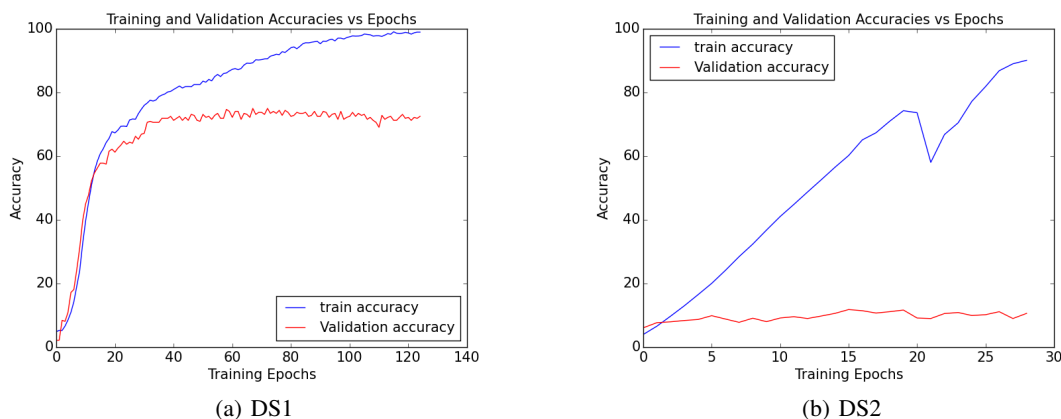 Training and Validation Accuracies vs Epochs
100
80
60
40
20
0
Accuracy
train accuracy
Validation accuracy
0 20 40 60 80 100 120 140
Training Epochs
(a) DS1
Training and Validation Accuracies vs Epochs
100
80
60
40
20
0
Accuracy
train accuracy
Validation accuracy
0 5 10 15 20 25 30
Training Epochs
(b) DS2